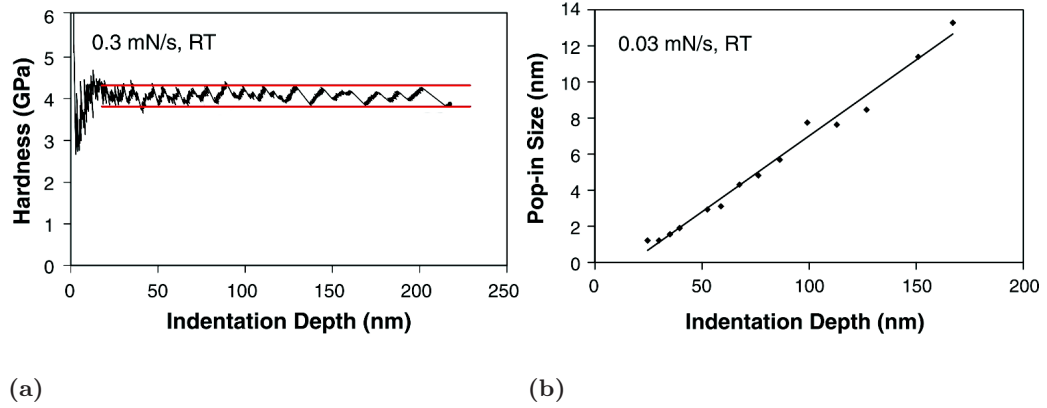 0.3 mN/s, RT
Hardness (GPa)
6
5
4
3
2
1
0
0 50 100 150 200 250
Indentation Depth (nm)
(a)
0.03 mN/s, RT
Pop-in Size (nm)
14
12
10
8
6
4
2
0
0 50 100 150 200
Indentation Depth (nm)
(b)